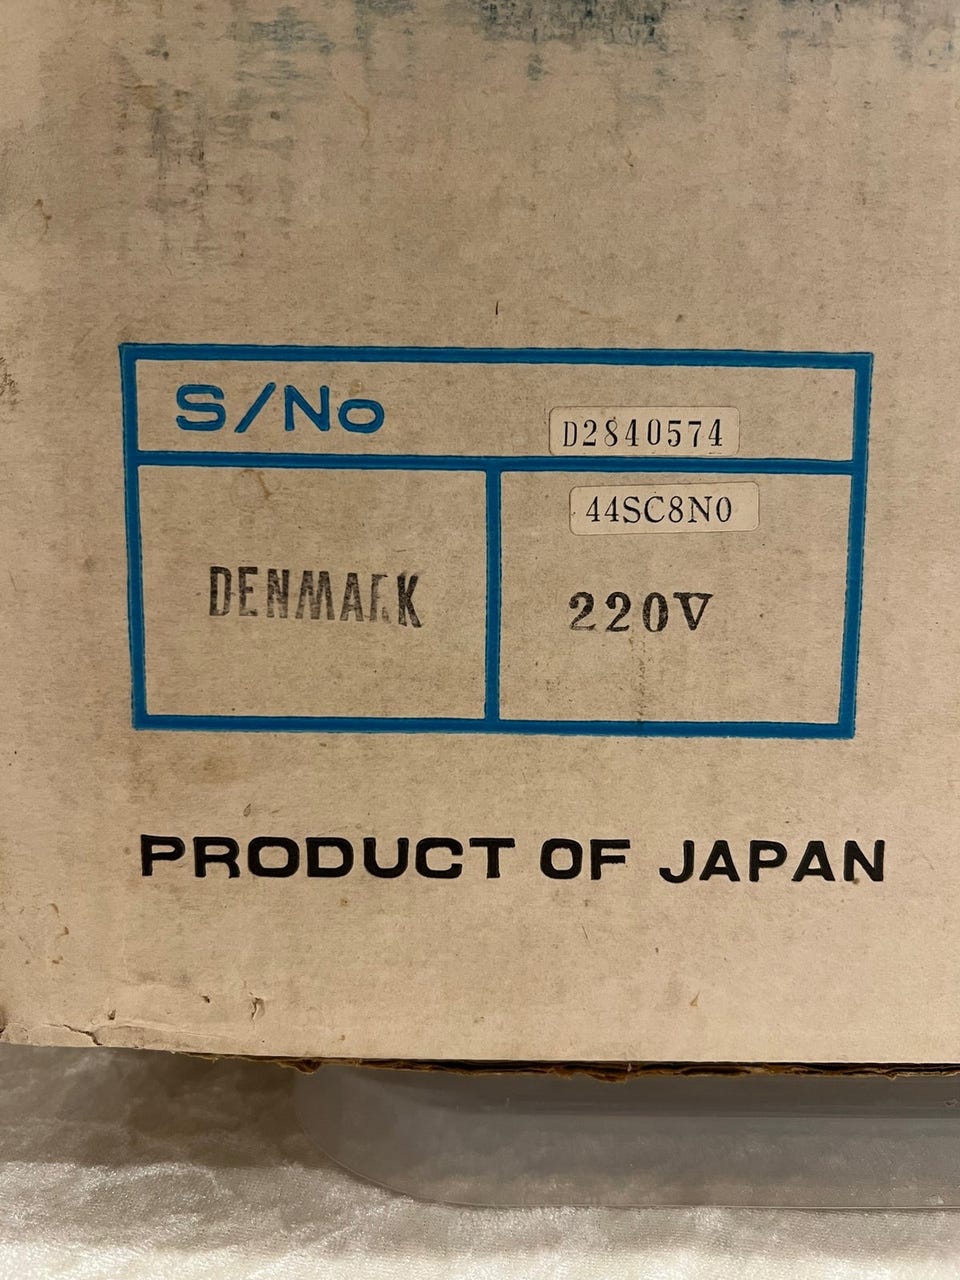 S/No
D2840574
44SC8N0
DENMARK
220V
PRODUCT OF JAPAN